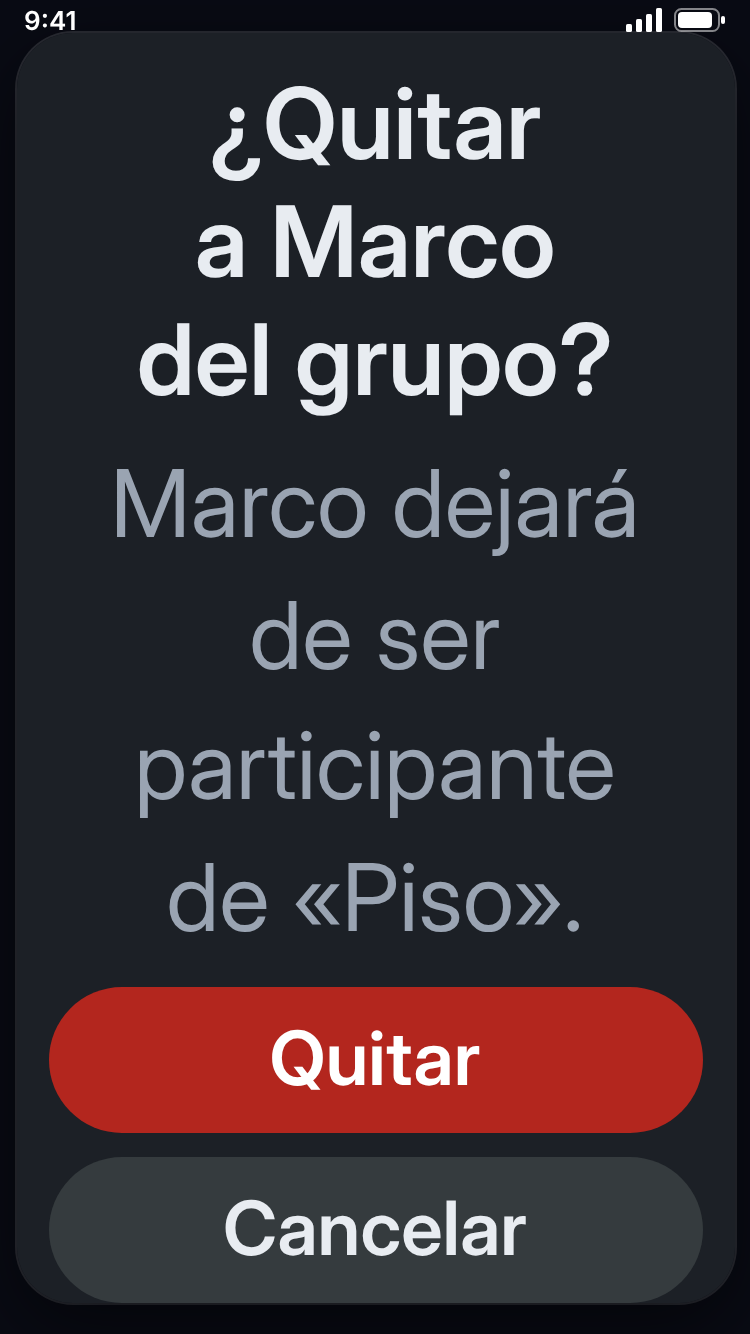 9:41
¿Quitar
a Marco
del grupo?
Marco dejará
de ser
participante
de «Piso».
Quitar
Cancelar